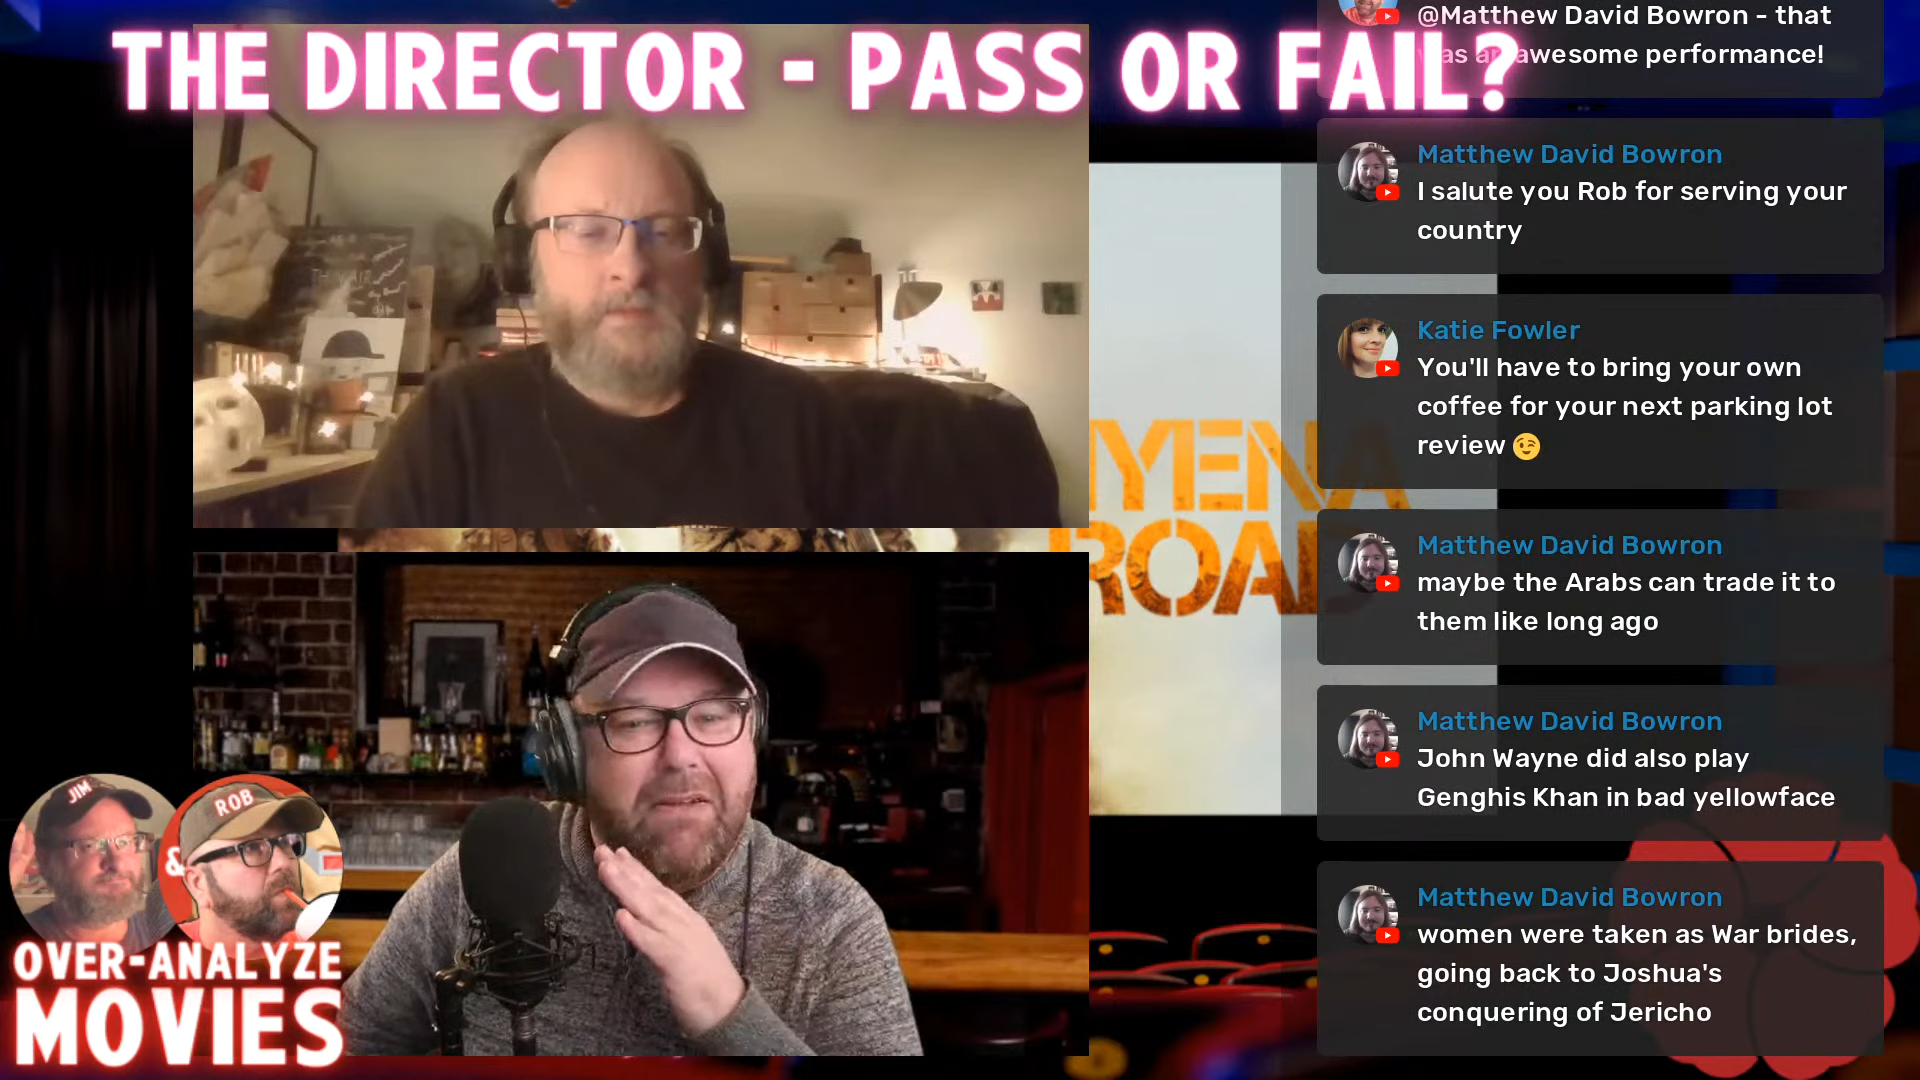 THE DIRECTOR - PASS OR FAIL?
@Matthew David Bowron - that
was an awesome performance!
Matthew David Bowron
I salute you Rob for serving your
country
Katie Fowler
You'll have to bring your own
coffee for your next parking lot
review 😉
Matthew David Bowron
maybe the Arabs can trade it to
them like long ago
Matthew David Bowron
John Wayne did also play
Genghis Khan in bad yellowface
Matthew David Bowron
women were taken as War brides,
going back to Joshua's
conquering of Jericho
HYENA
ROAD
JIM
&
ROB
OVER-ANALYZE
MOVIES